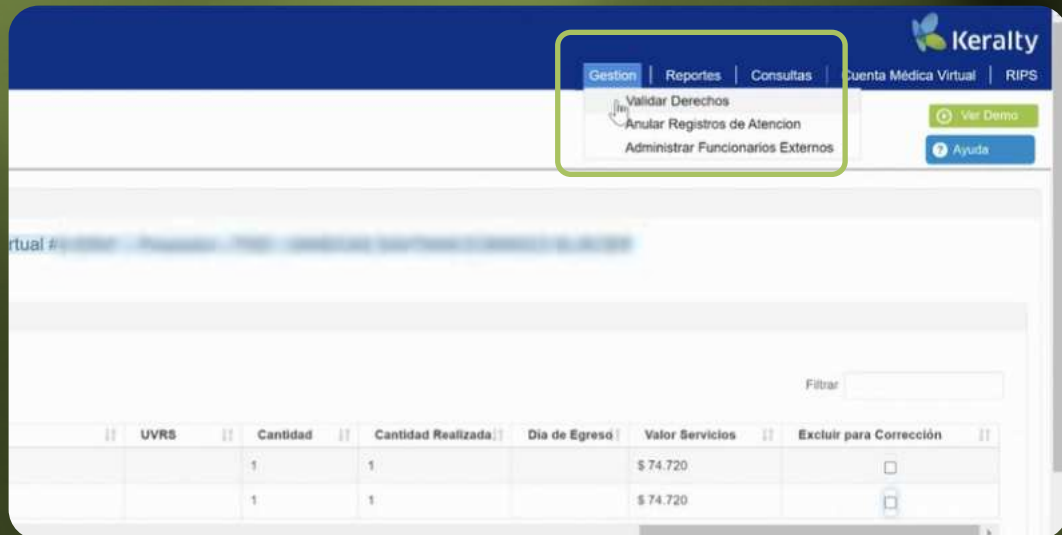 Keralty
Gestion | Reportes | Consultas | Cuenta Médica Virtual | RIPS
Validar Derechos
Anular Registros de Atencion
Administrar Funcionarios Externos
Ver Demo
Ayuda
rtual #
Filtrar
UVRS Cantidad Cantidad Realizada Dia de Egreso Valor Servicios Excluir para Corrección
1 1 $ 74.720
1 1 $ 74.720